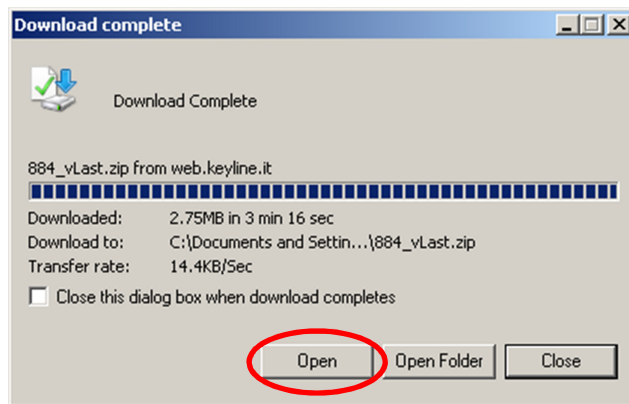 Download complete
Download Complete
884_vLast.zip from web.keyline.it
Downloaded: 2.75MB in 3 min 16 sec
Download to: C:\Documents and Settin...\884_vLast.zip
Transfer rate: 14.4KB/Sec
Close this dialog box when download completes
Open Open Folder Close